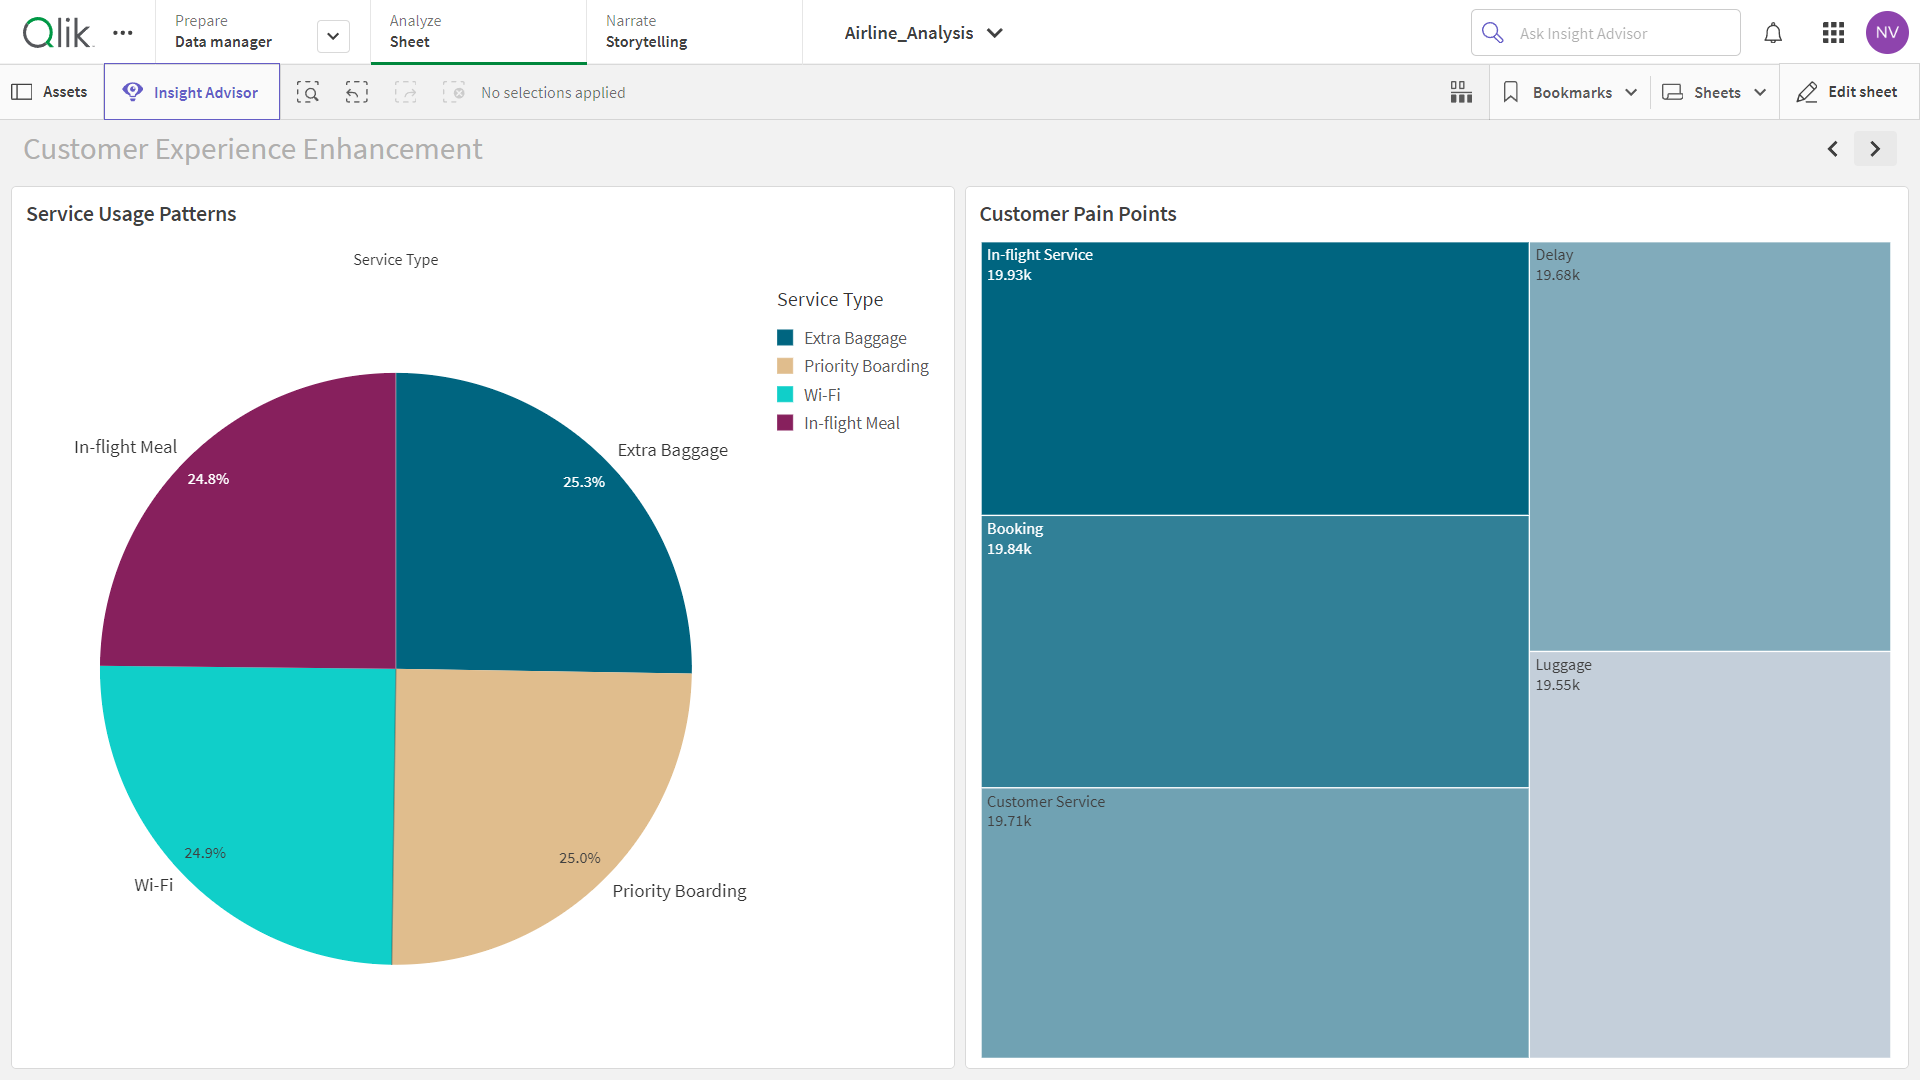 Qlik
Prepare
Data manager
Analyze
Sheet
Narrate
Storytelling
Airline_Analysis
Ask Insight Advisor
NV
Assets
Insight Advisor
No selections applied
Bookmarks
Sheets
Edit sheet
Customer Experience Enhancement
Service Usage Patterns
Service Type
Service Type
Extra Baggage
Priority Boarding
Wi-Fi
In-flight Meal
In-flight Meal
24.8%
Extra Baggage
25.3%
24.9%
Wi-Fi
25.0%
Priority Boarding
Customer Pain Points
In-flight Service
19.93k
Booking
19.84k
Customer Service
19.71k
Delay
19.68k
Luggage
19.55k